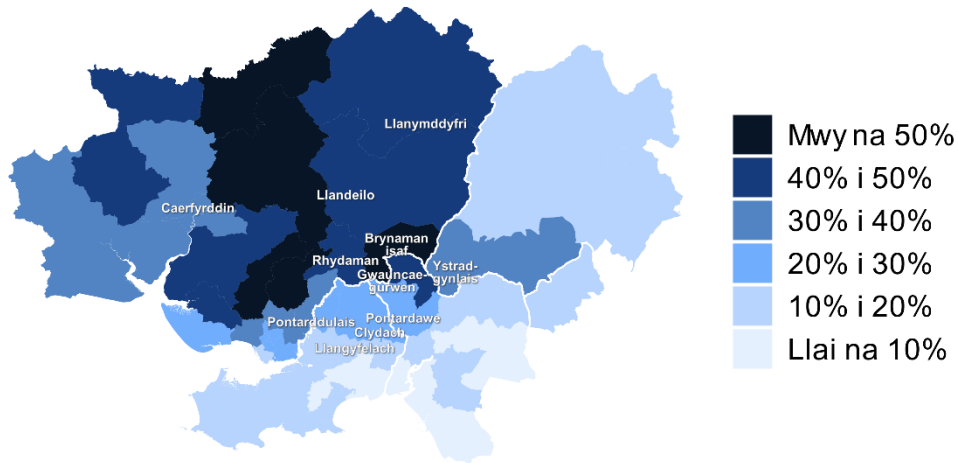 Llanymddyfri
Llandeilo
Caerfyrddin
Brynaman
isaf
Rhydaman
Ystrad-
gynlais
Gwauncae-
gurwen
Pontarddulais
Pontardawe
Clydach
Llangyfelach
Mwy na 50%
40% i 50%
30% i 40%
20% i 30%
10% i 20%
Llai na 10%